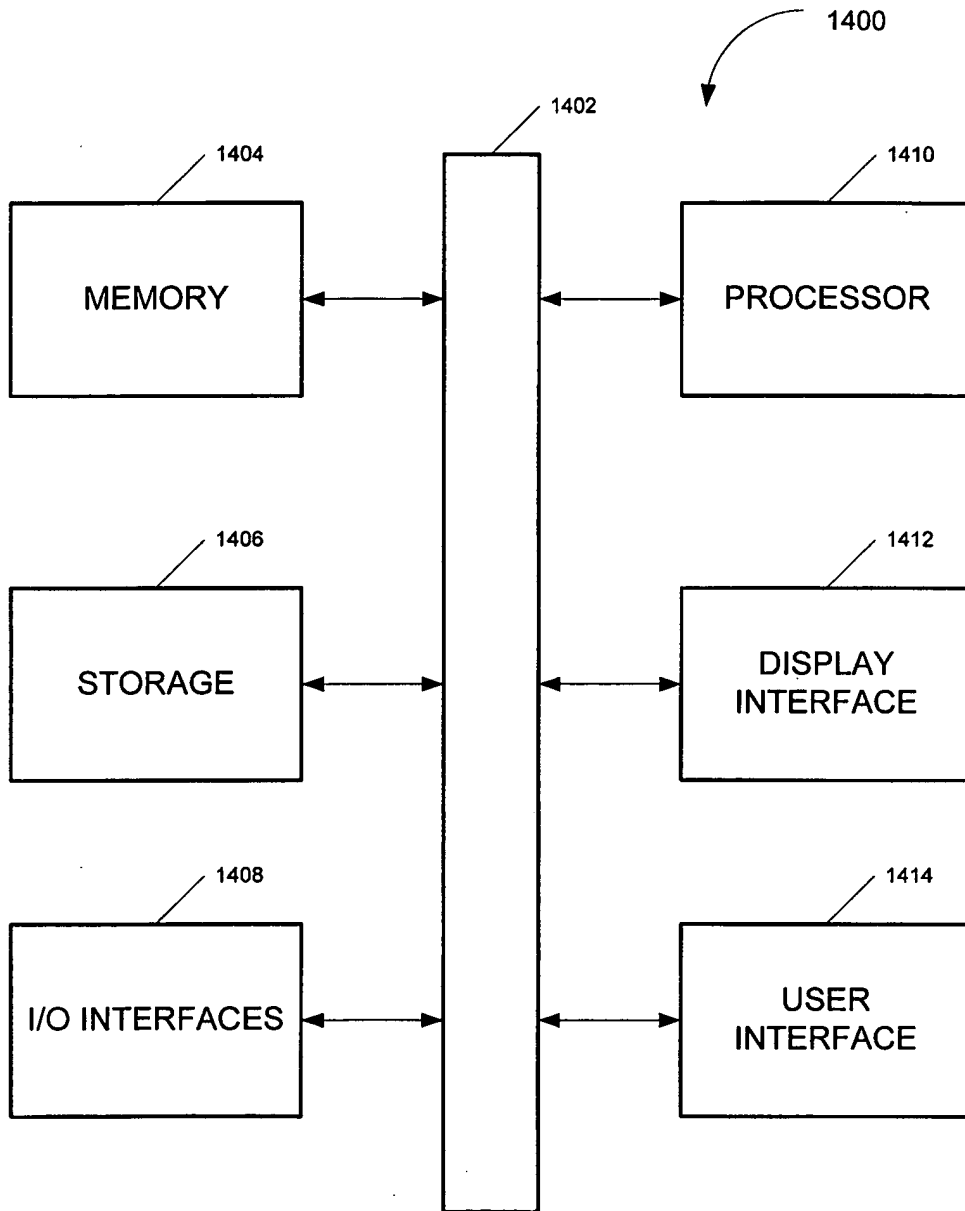 1400
1402
1404
1410
MEMORY
PROCESSOR
1406
1412
STORAGE
DISPLAY
INTERFACE
1408
1414
I/O INTERFACES
USER
INTERFACE